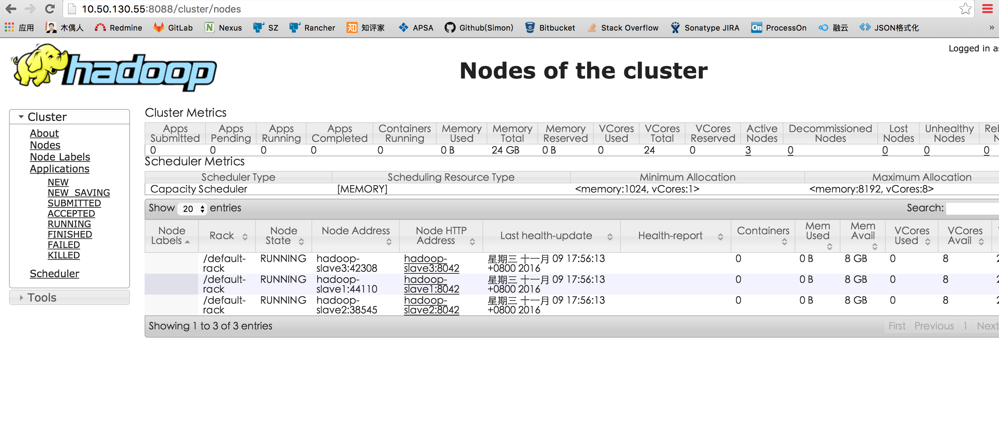 10.50.130.55:8088/cluster/nodes
应用 木偶人 Redmine GitLab Nexus SZ Rancher 知评家 APSA Github(Simon) Bitbucket Stack Overflow Sonatype JIRA ProcessOn 融云 JSON格式化 »
Logged in as
hadoop
Nodes of the cluster
Cluster
About
Nodes
Node Labels
Applications
NEW
NEW_SAVING
SUBMITTED
ACCEPTED
RUNNING
FINISHED
FAILED
KILLED
Scheduler
Tools
Cluster Metrics
Apps Apps Apps Apps Containers Memory Memory Memory VCores VCores VCores Active Decommissioned Lost Unhealthy Reb
Submitted Pending Running Completed Running Used Total Reserved Used Total Reserved Nodes Nodes Nodes Nodes N
0 0 0 0 0 0 B 24 GB 0 B 0 24 0 3 0 0 0 0
Scheduler Metrics
Scheduler Type Scheduling Resource Type Minimum Allocation Maximum Allocation
Capacity Scheduler [MEMORY] <memory:1024, vCores:1> <memory:8192, vCores:8>
Show 20 entries Search:
Node Labels Rack Node State Node Address Node HTTP Address Last health-update Health-report Containers Mem Used Mem Avail VCores Used VCores Avail
/default- RUNNING hadoop- hadoop- 星期三 十一月 09 17:56:13 0 0 B 8 GB 0 8 2
rack slave3:42308 slave3:8042 +0800 2016
/default- RUNNING hadoop- hadoop- 星期三 十一月 09 17:56:13 0 0 B 8 GB 0 8 2
rack slave1:44110 slave1:8042 +0800 2016
/default- RUNNING hadoop- hadoop- 星期三 十一月 09 17:56:13 0 0 B 8 GB 0 8 2
rack slave2:38545 slave2:8042 +0800 2016
Showing 1 to 3 of 3 entries First Previous 1 Next